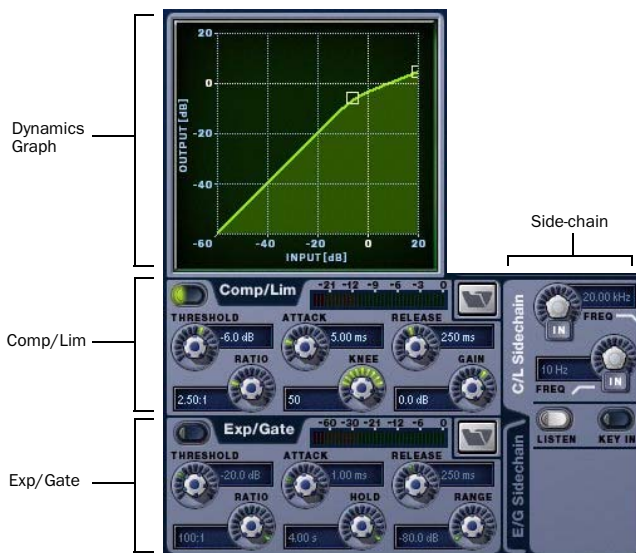 Dynamics
Graph
20
0
-20
-40
-60
-40
-20
0
20
OUTPUT [dB]
INPUT [dB]
Side-chain
Comp/Lim
Comp/Lim
-21 -12 -9 -6 -3 0
THRESHOLD ATTACK RELEASE
-6.0 dB 5.00 ms 250 ms
RATIO KNEE GAIN
2.50:1 50 0.0 dB
C/L Sidechain
20.00 kHz
IN FREQ
10 Hz
FREQ IN
LISTEN KEY IN
Exp/Gate
Exp/Gate
-60 -30 -21 -12 -6 0
THRESHOLD ATTACK RELEASE
-20.0 dB 1.00 ms 250 ms
RATIO HOLD RANGE
100:1 4.00 s -80.0 dB
E/G Sidechain